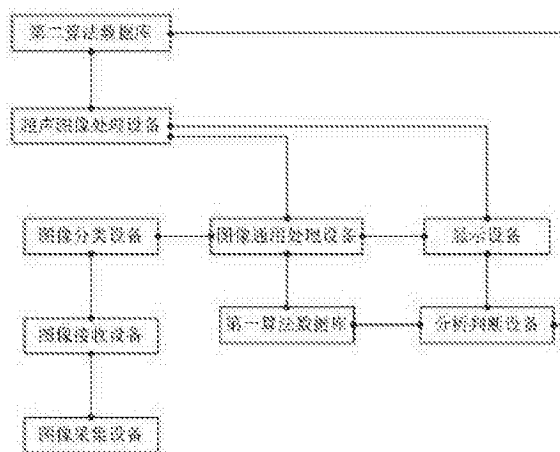 第二算法数据库
超声图像处理设备
图像分类设备
图像通用处理设备
显示设备
第一算法数据库
分析判断设备
图像接收设备
图像采集设备